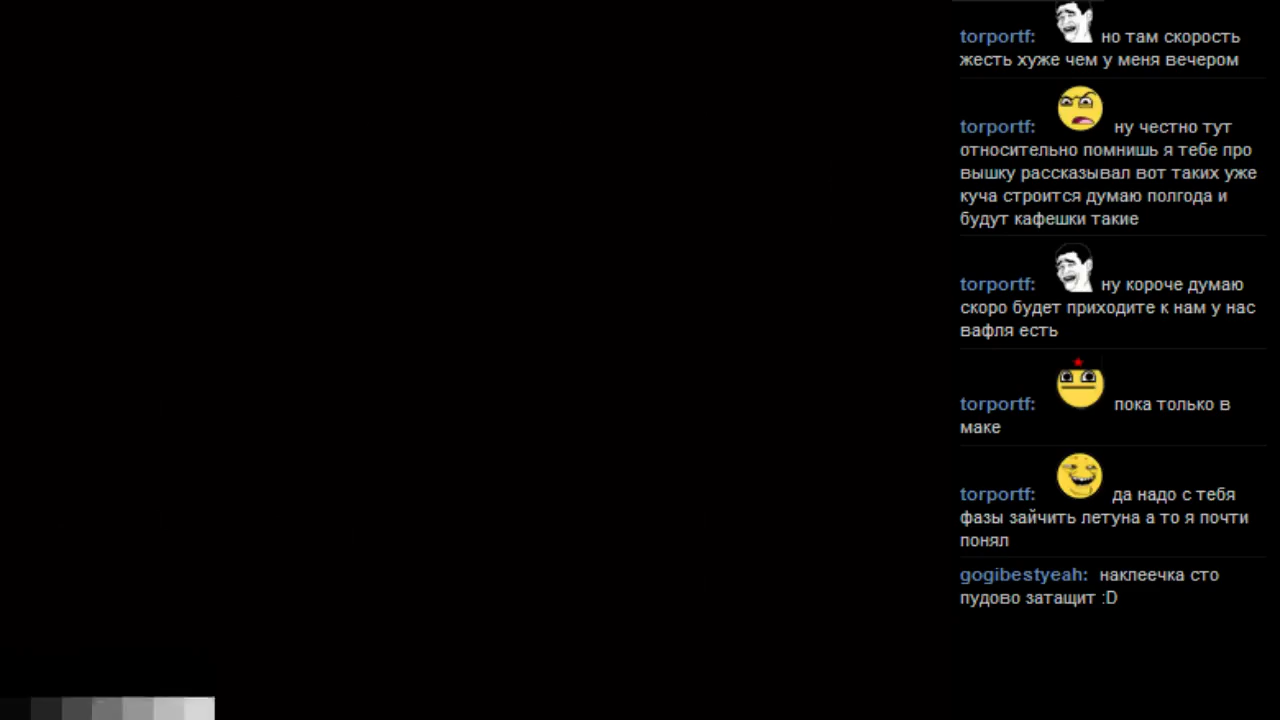 torportf: но там скорость
жесть хуже чем у меня вечером
torportf: ну честно тут
относительно помнишь я тебе про
вышку рассказывал вот таких уже
куча строится думаю полгода и
будут кафешки такие
torportf: ну короче думаю
скоро будет приходите к нам у нас
вафля есть
torportf: пока только в
маке
torportf: да надо с тебя
фазы зайчить летуна а то я почти
понял
gogibestyeah: наклеечка сто
пудово затащит :D